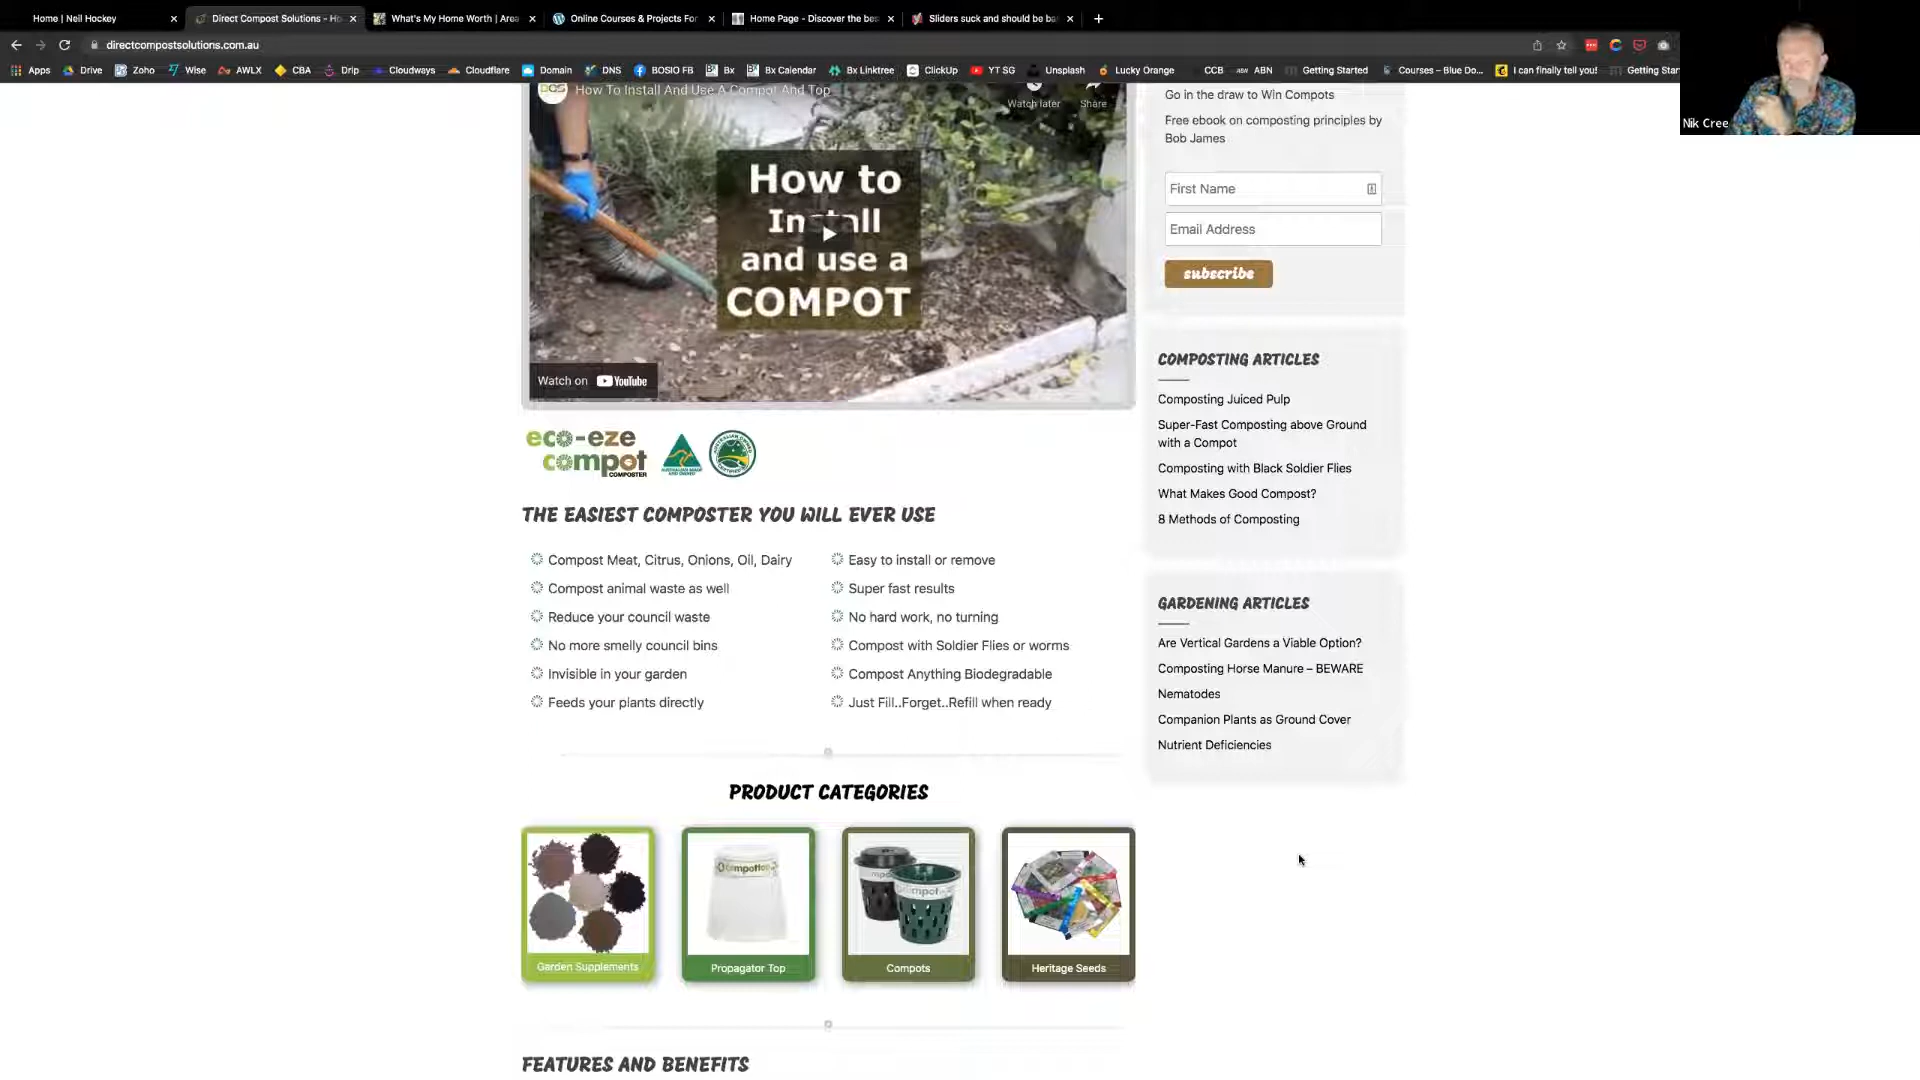 Home | Neil Hockey
Direct Compost Solutions - Ho
What's My Home Worth | Area
Online Courses & Projects For
Home Page - Discover the bes
Sliders suck and should be ba
directcompostsolutions.com.au
Apps
Drive
Zoho
Wise
AWLX
CBA
Drip
Cloudways
Cloudflare
Domain
DNS
BOSIO FB
Bx
Bx Calendar
Bx Linktree
ClickUp
YT SG
Unsplash
Lucky Orange
CCB
ABN
Getting Started
Courses – Blue Do...
I can finally tell you!
Getting Star
Nik Cree
How To Install And Use A Compot And Top
Watch later
Share
How to
Install
and use a
COMPOT
Watch on YouTube
eco-eze
compot
COMPOSTER
THE EASIEST COMPOSTER YOU WILL EVER USE
Compost Meat, Citrus, Onions, Oil, Dairy
Compost animal waste as well
Reduce your council waste
No more smelly council bins
Invisible in your garden
Feeds your plants directly
Easy to install or remove
Super fast results
No hard work, no turning
Compost with Soldier Flies or worms
Compost Anything Biodegradable
Just Fill..Forget..Refill when ready
PRODUCT CATEGORIES
Garden Supplements
Propagator Top
Compots
Heritage Seeds
FEATURES AND BENEFITS
Go in the draw to Win Compots
Free ebook on composting principles by
Bob James
First Name
Email Address
subscribe
COMPOSTING ARTICLES
Composting Juiced Pulp
Super-Fast Composting above Ground
with a Compot
Composting with Black Soldier Flies
What Makes Good Compost?
8 Methods of Composting
GARDENING ARTICLES
Are Vertical Gardens a Viable Option?
Composting Horse Manure – BEWARE
Nematodes
Companion Plants as Ground Cover
Nutrient Deficiencies